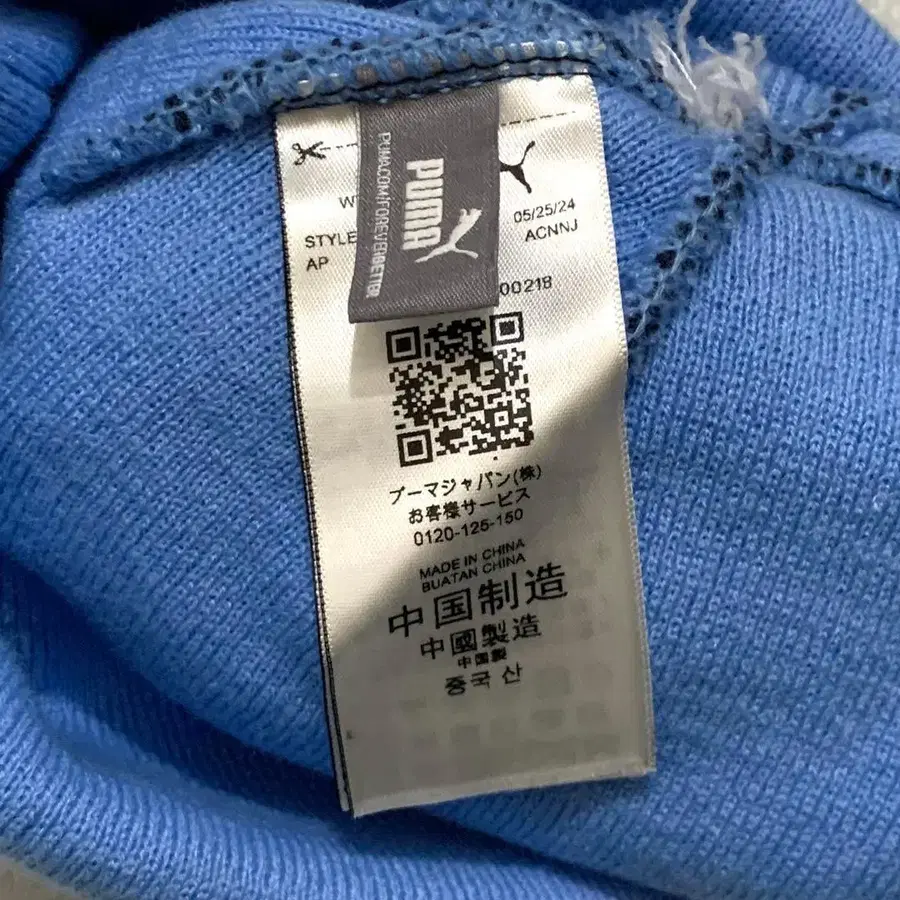 PUMA.COM/FOREVERBETTER
PUMA
05/25/24
STYLE
ACNNJ
AP
00218
プーマジャパン(株)
お客様サービス
0120-125-150
MADE IN CHINA
BUATAN CHINA
中国制造
中國製造
中国製
중국 산